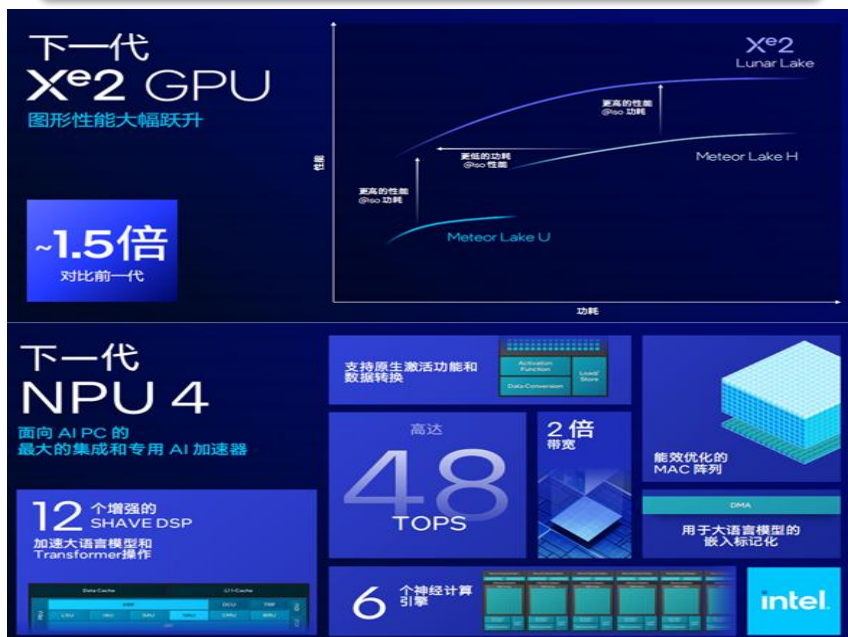 下一代
Xe2 GPU
图形性能大幅跃升
~1.5倍
对比前一代
性能
Xe2
Lunar Lake
更高的性能
@iso 功耗
更低的功耗
@iso 性能
Meteor Lake H
更高的性能
@iso 功耗
Meteor Lake U
功耗
下一代
NPU 4
面向 AI PC 的
最大的集成和专用 AI 加速器
支持原生激活功能和
数据转换
Activation
Function
Load/
Store
Data Conversion
高达
48
TOPS
2 倍
带宽
能效优化的
MAC 阵列
12 个增强的
SHAVE DSP
加速大语言模型和
Transformer操作
Data Cache
L1 I-Cache
DMA
用于大语言模型的
嵌入标记化
6 个神经计算
引擎
intel.